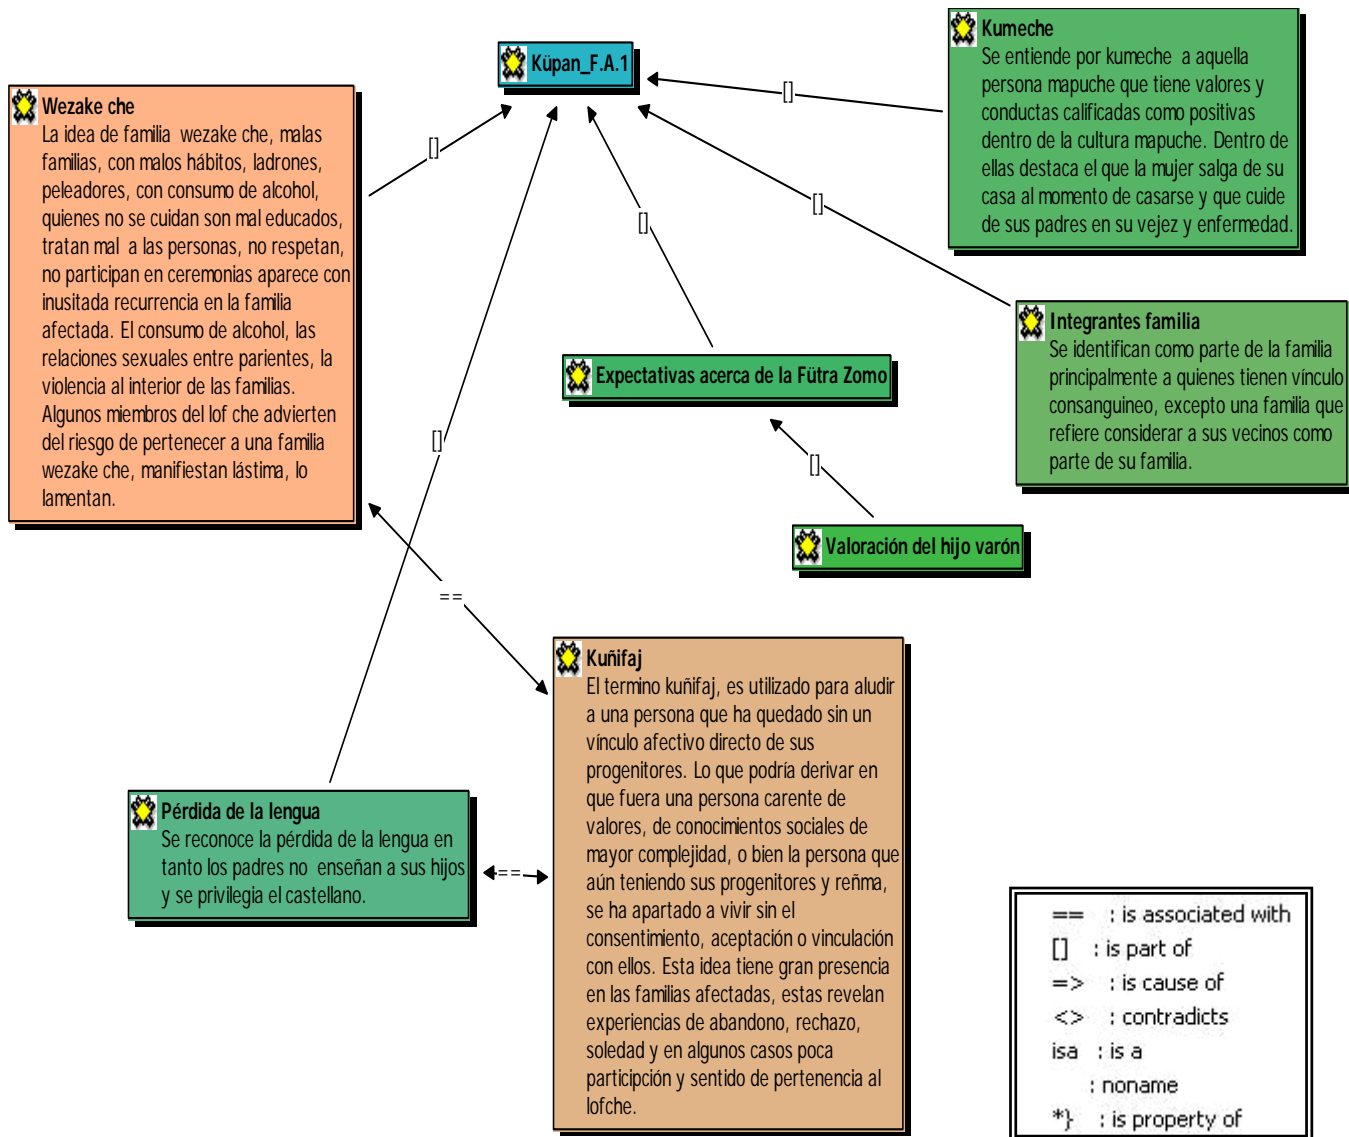 Küpan_F.A.1
Kumeche
Se entiende por kumeche a aquella
persona mapuche que tiene valores y
conductas calificadas como positivas
dentro de la cultura mapuche. Dentro de
ellas destaca el que la mujer salga de su
casa al momento de casarse y que cuide
de sus padres en su vejez y enfermedad.
Wezake che
La idea de familia wezake che, malas
familias, con malos hábitos, ladrones,
peleadores, con consumo de alcohol,
quienes no se cuidan son mal educados,
tratan mal a las personas, no respetan,
no participan en ceremonias aparece con
inusitada recurrencia en la familia
afectada. El consumo de alcohol, las
relaciones sexuales entre parientes, la
violencia al interior de las familias.
Algunos miembros del lof che advierten
del riesgo de pertenecer a una familia
wezake che, manifiestan lástima, lo
lamentan.
[]
[]
[]
[]
[]
[]
Integrantes familia
Se identifican como parte de la familia
principalmente a quienes tienen vínculo
consanguineo, excepto una familia que
refiere considerar a sus vecinos como
parte de su familia.
Expectativas acerca de la Fütra Zomo
Valoración del hijo varón
==
Kuñifaj
El termino kuñifaj, es utilizado para aludir
a una persona que ha quedado sin un
vínculo afectivo directo de sus
progenitores. Lo que podría derivar en
que fuera una persona carente de
valores, de conocimientos sociales de
mayor complejidad, o bien la persona que
aún teniendo sus progenitores y reñma,
se ha apartado a vivir sin el
consentimiento, aceptación o vinculación
con ellos. Esta idea tiene gran presencia
en las familias afectadas, estas revelan
experiencias de abandono, rechazo,
soledad y en algunos casos poca
participción y sentido de pertenencia al
lofche.
Pérdida de la lengua
Se reconoce la pérdida de la lengua en
tanto los padres no enseñan a sus hijos
y se privilegia el castellano.
==
== : is associated with
[] : is part of
=> : is cause of
<> : contradicts
isa : is a
: noname
*} : is property of